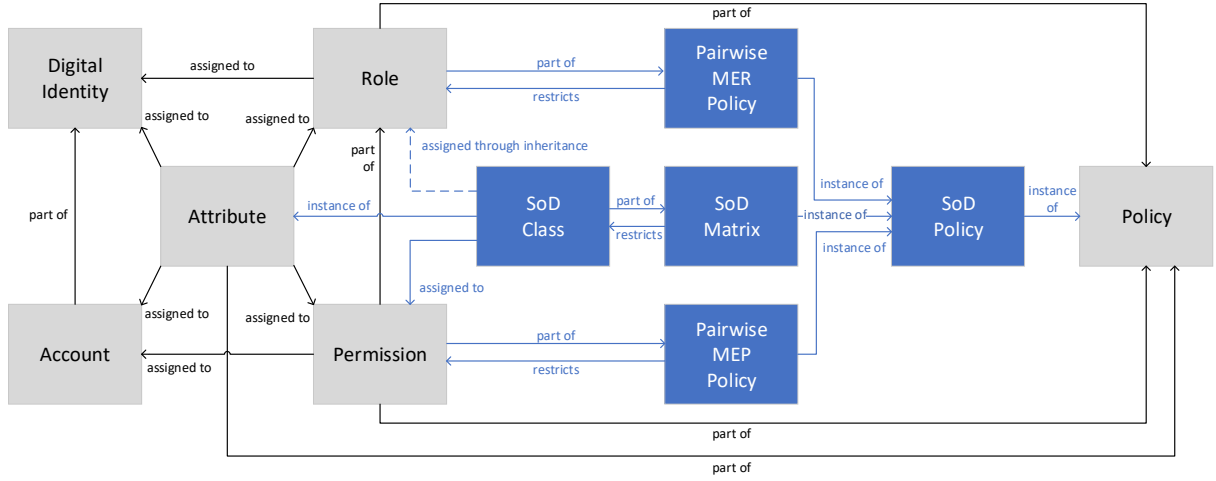 part of
Digital
Identity
assigned to
Role
part of
restricts
Pairwise
MER
Policy
assigned to
assigned to
part
of
assigned through inheritance
part of
Attribute
instance of
SoD
Class
part of
restricts
SoD
Matrix
instance of
instance of
instance of
SoD
Policy
instance
of
Policy
assigned to
assigned to
assigned to
Account
assigned to
Permission
part of
restricts
Pairwise
MEP
Policy
part of
part of